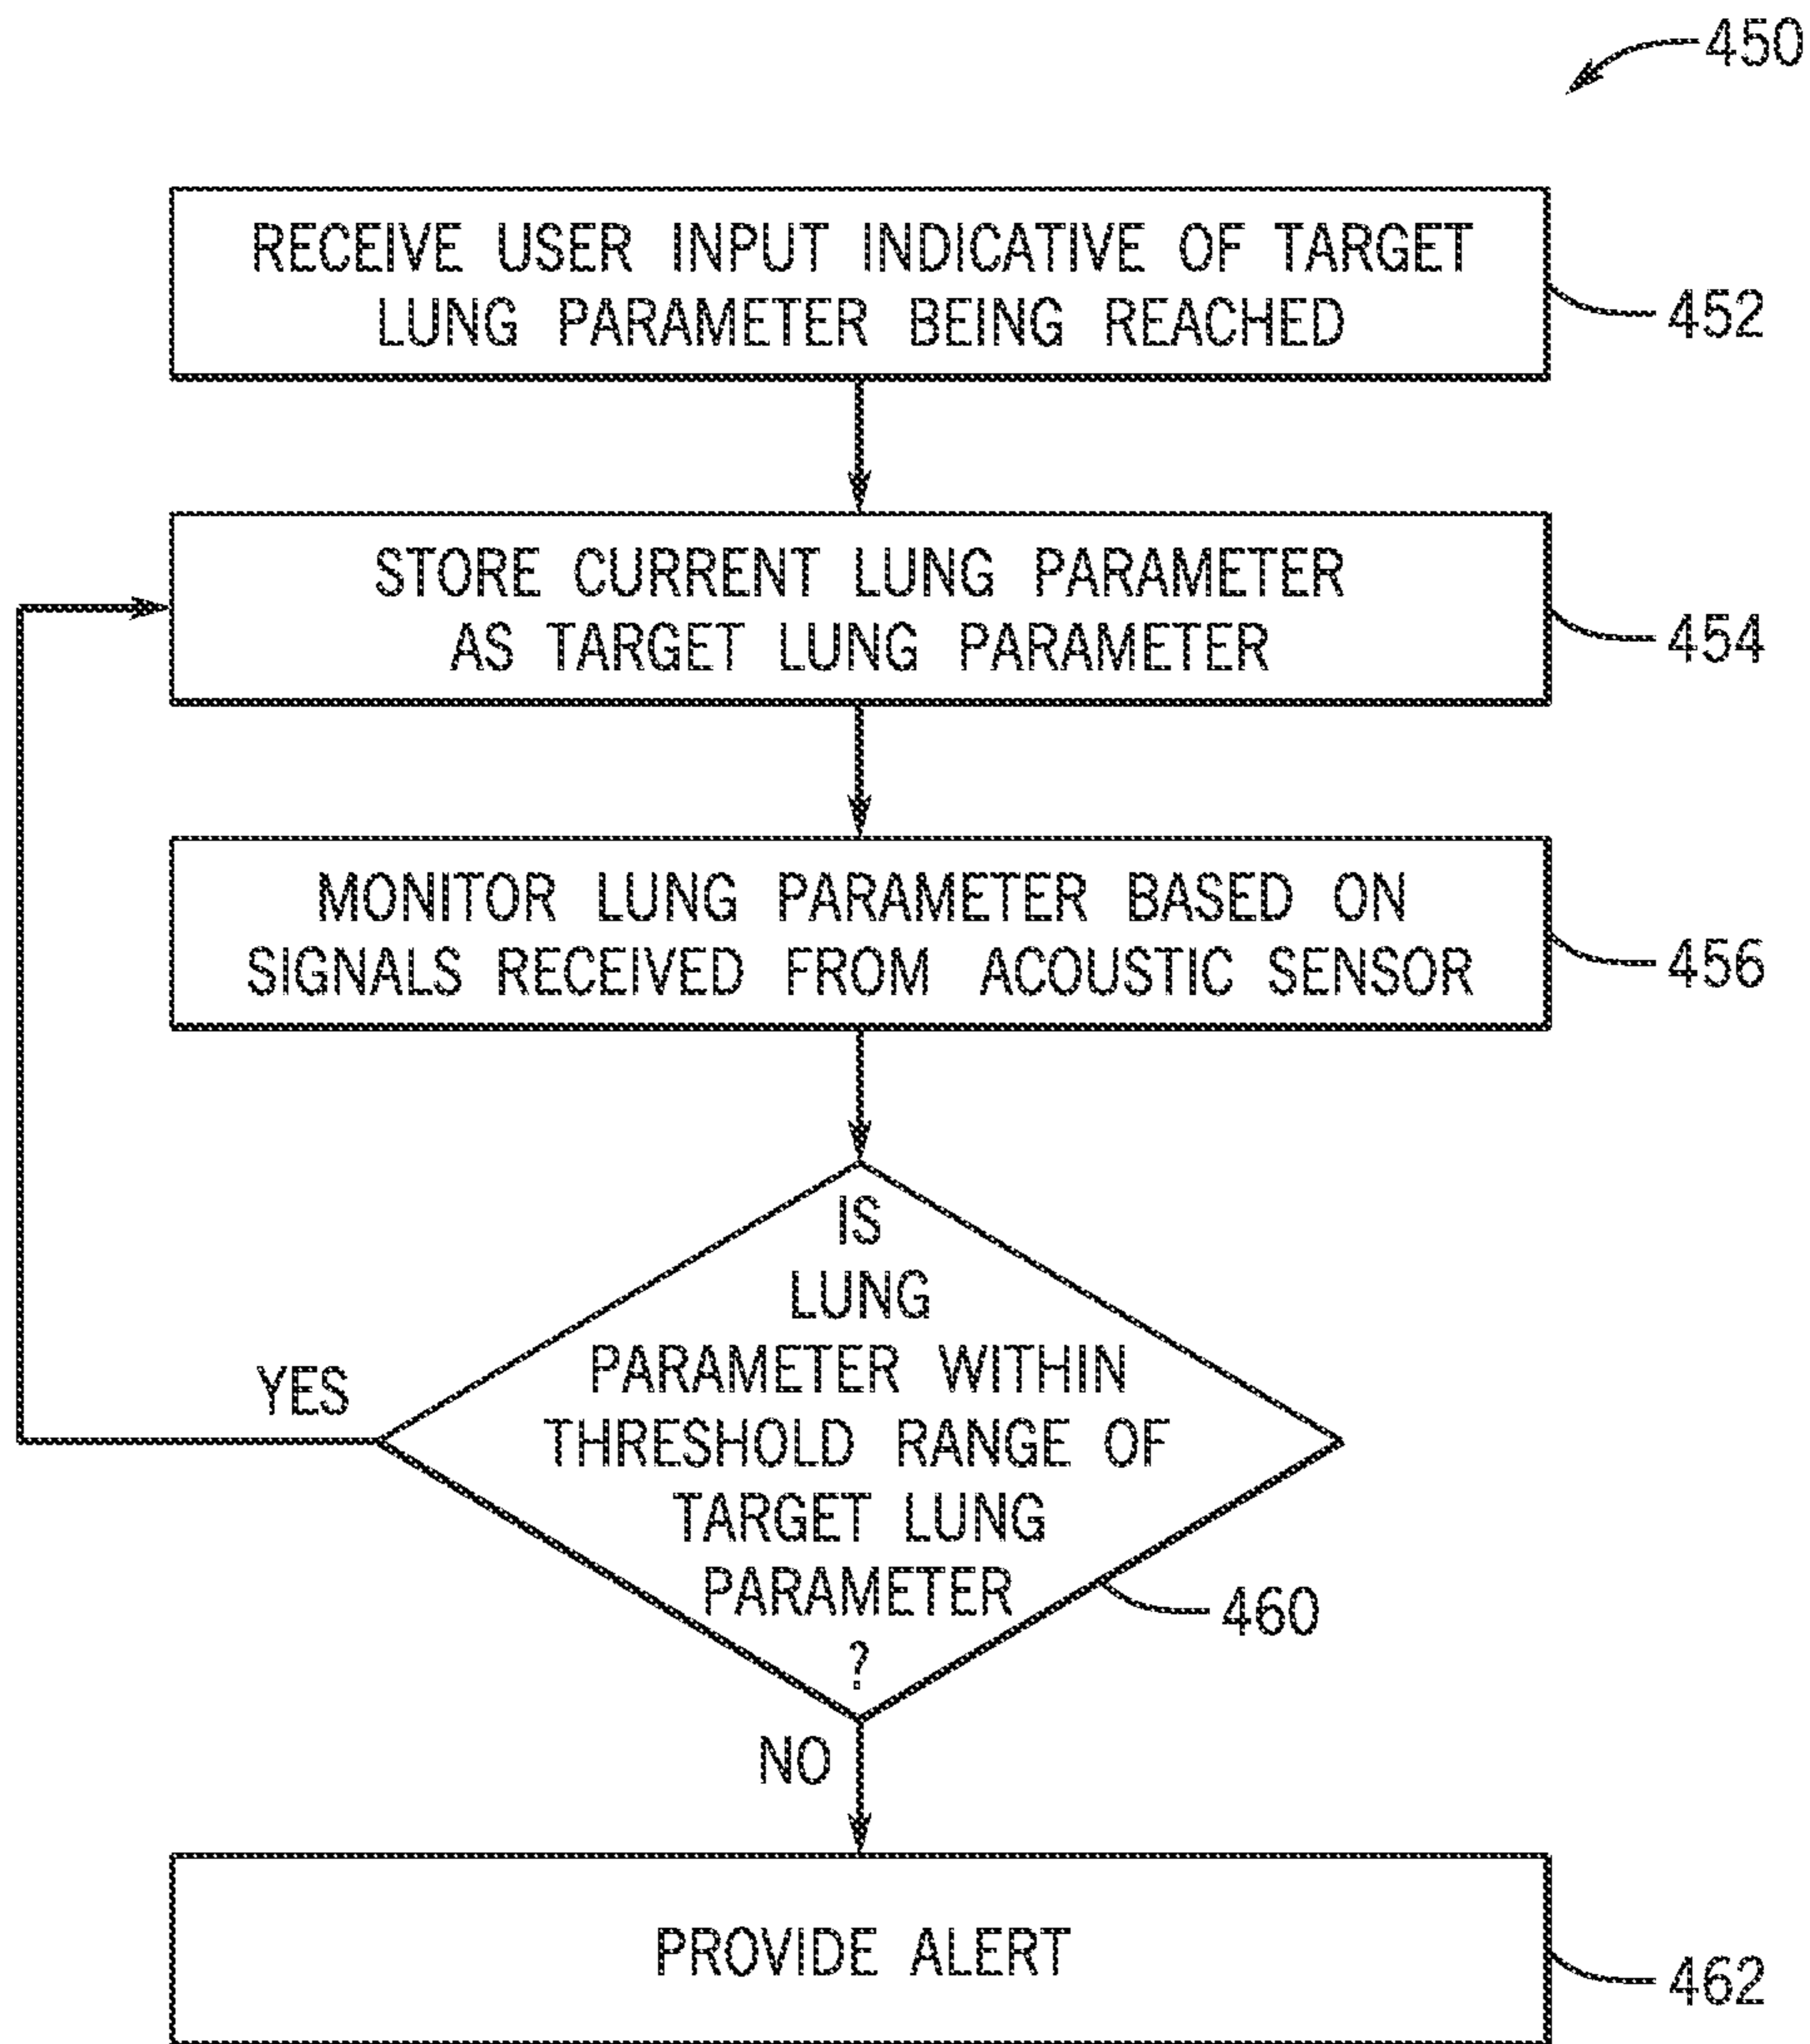 450
RECEIVE USER INPUT INDICATIVE OF TARGET
LUNG PARAMETER BEING REACHED
452
STORE CURRENT LUNG PARAMETER
AS TARGET LUNG PARAMETER
454
MONITOR LUNG PARAMETER BASED ON
SIGNALS RECEIVED FROM ACOUSTIC SENSOR
456
IS
LUNG
PARAMETER WITHIN
THRESHOLD RANGE OF
TARGET LUNG
PARAMETER
?
YES
460
NO
PROVIDE ALERT
462